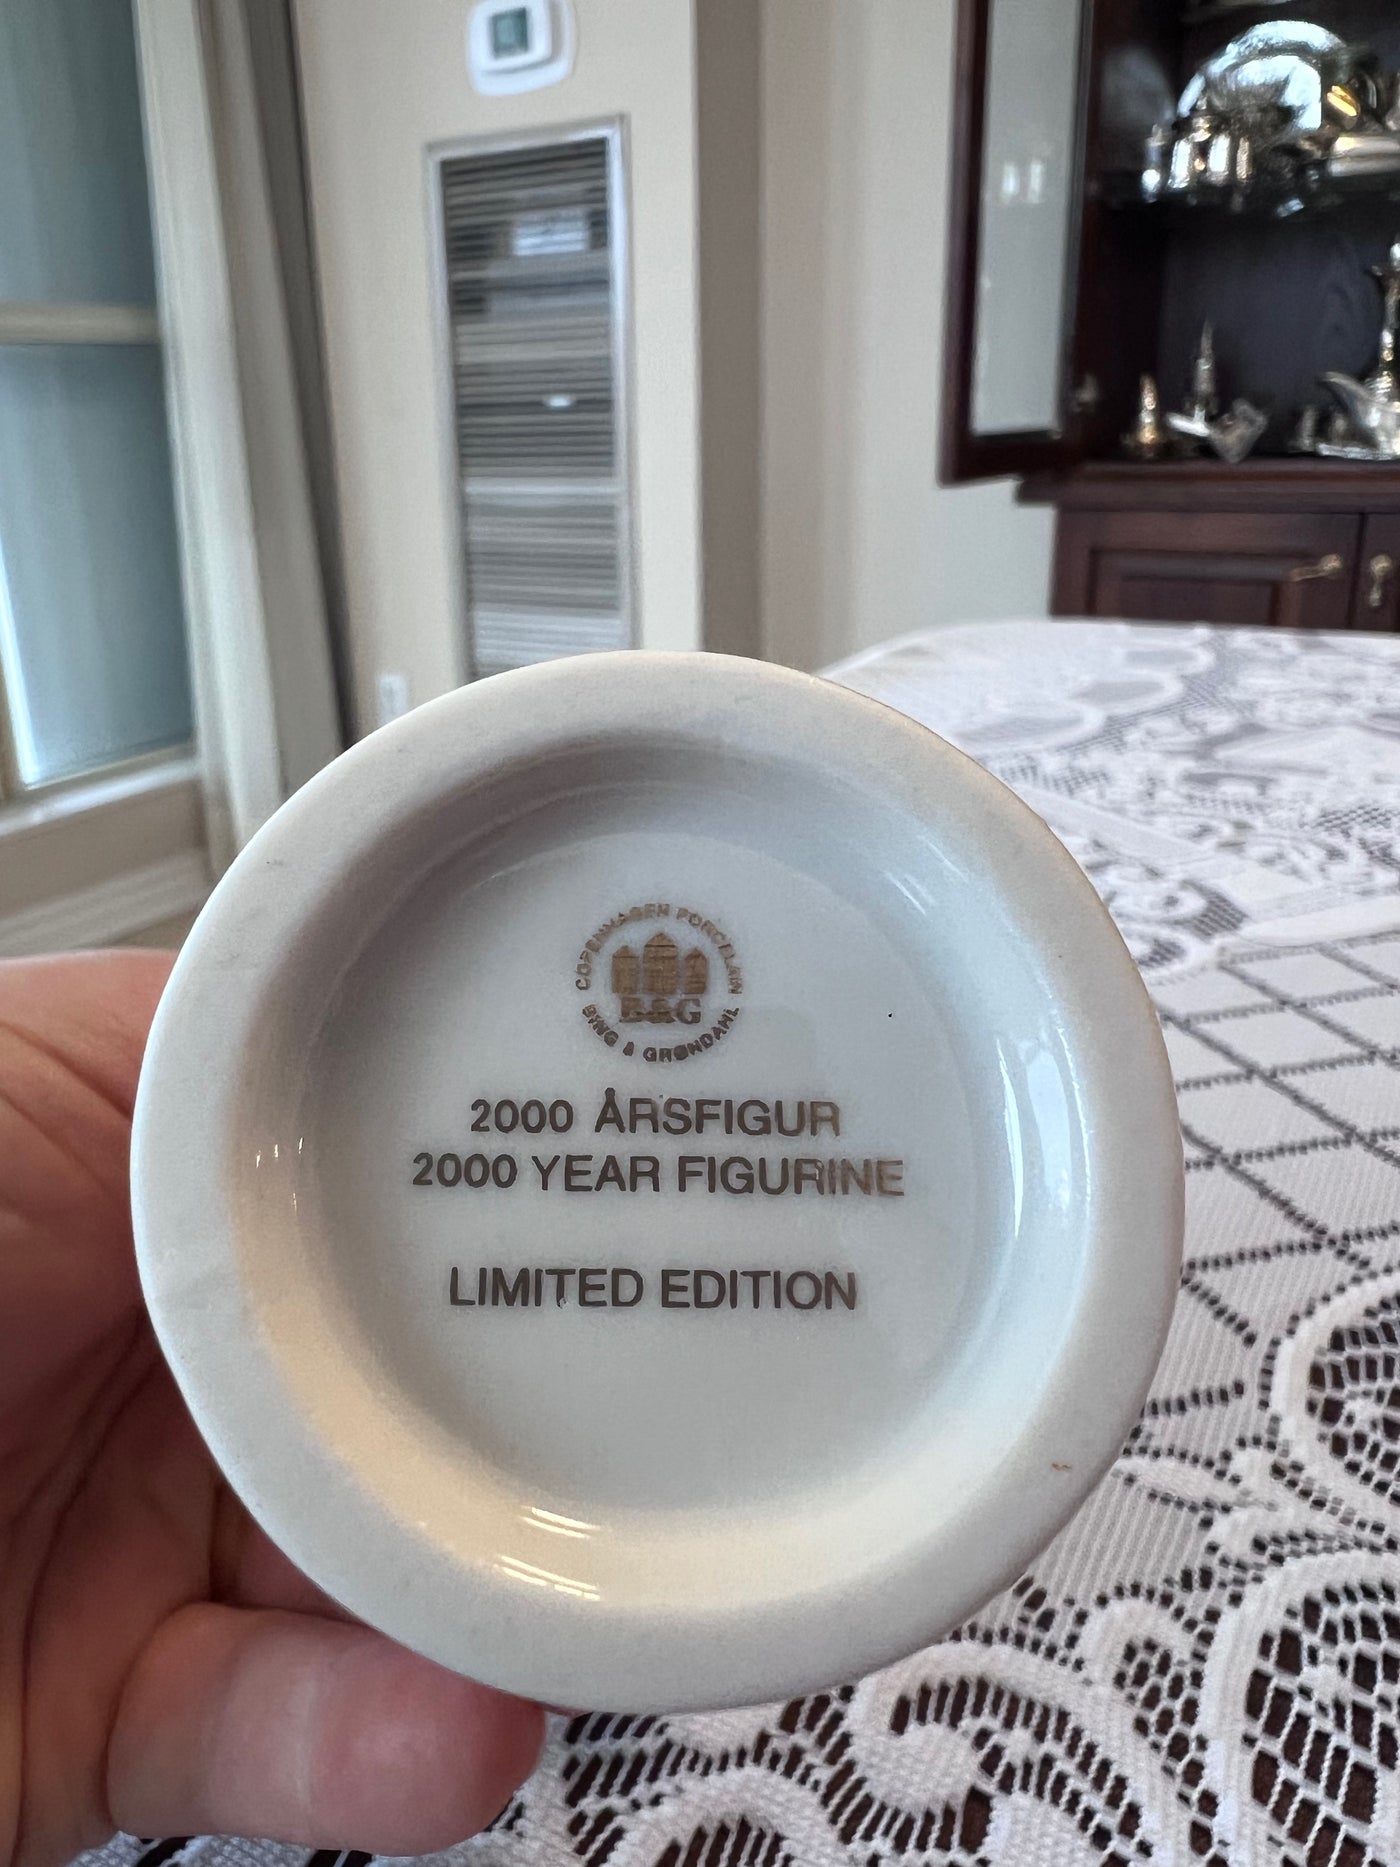 COPENHAGEN PORCELAIN
B&G
BING & GRØNDAHL
2000 ÅRSFIGUR
2000 YEAR FIGURINE
LIMITED EDITION